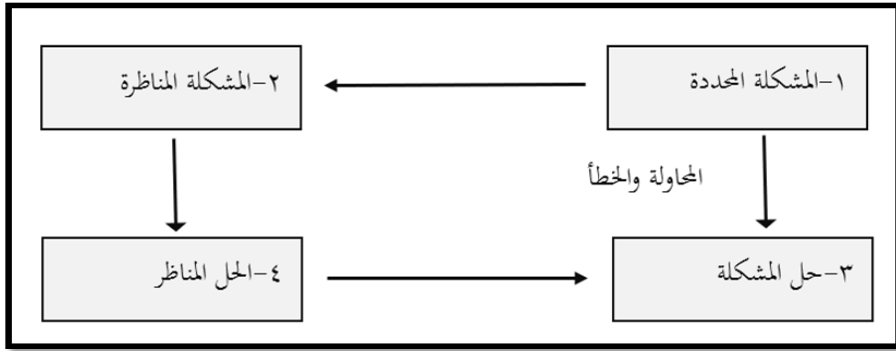 ١-المشكلة المحددة
٢-المشكلة المناظرة
المحاولة والخطأ
٣-حل المشكلة
٤-الحل المناظر